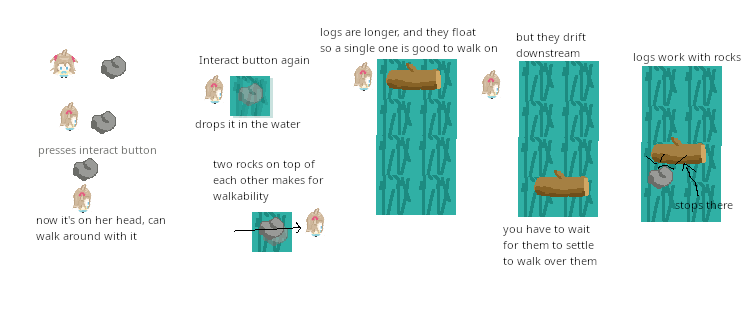 presses interact button
now it's on her head, can
walk around with it
Interact button again
drops it in the water
two rocks on top of
each other makes for
walkability
logs are longer, and they float
so a single one is good to walk on
but they drift
downstream
you have to wait
for them to settle
to walk over them
logs work with rocks
stops there